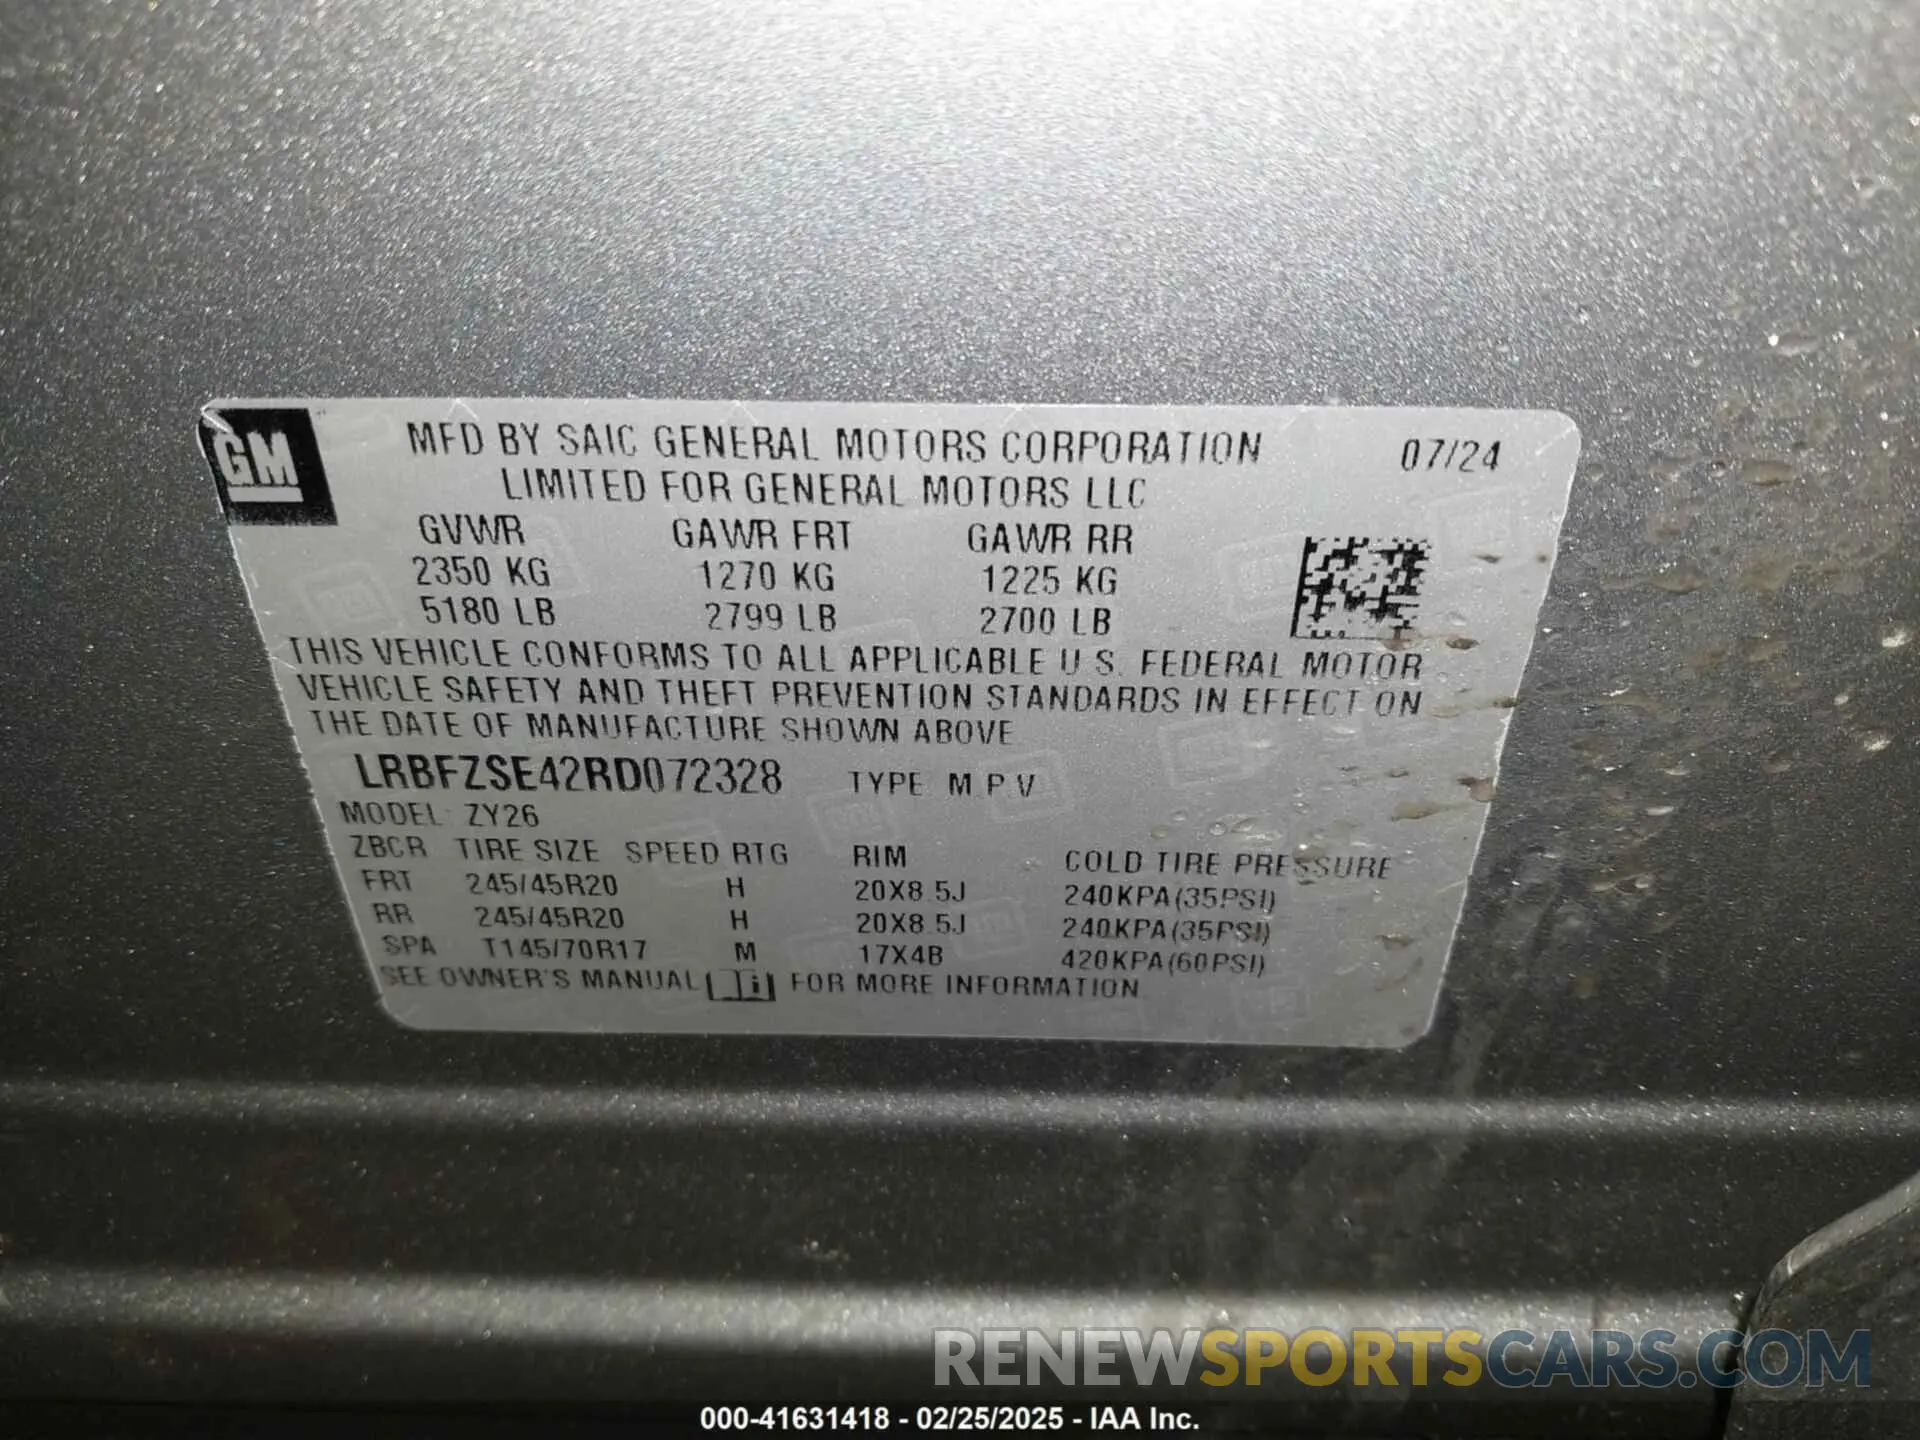 GM
MFD BY SAIC GENERAL MOTORS CORPORATION 07/24
LIMITED FOR GENERAL MOTORS LLC
GVWR GAWR FRT GAWR RR
2350 KG 1270 KG 1225 KG
5180 LB 2799 LB 2700 LB
THIS VEHICLE CONFORMS TO ALL APPLICABLE U.S. FEDERAL MOTOR
VEHICLE SAFETY AND THEFT PREVENTION STANDARDS IN EFFECT ON
THE DATE OF MANUFACTURE SHOWN ABOVE
LRBFZSE42RD072328 TYPE M.P.V
MODEL: ZY26
ZBCR TIRE SIZE SPEED RTG RIM COLD TIRE PRESSURE
FRT 245/45R20 H 20X8.5J 240KPA(35PSI)
RR 245/45R20 H 20X8.5J 240KPA(35PSI)
SPA T145/70R17 M 17X4B 420KPA(60PSI)
SEE OWNER'S MANUAL i FOR MORE INFORMATION
RENEWSPORTSCARS.COM
000-41631418 - 02/25/2025 - IAA Inc.